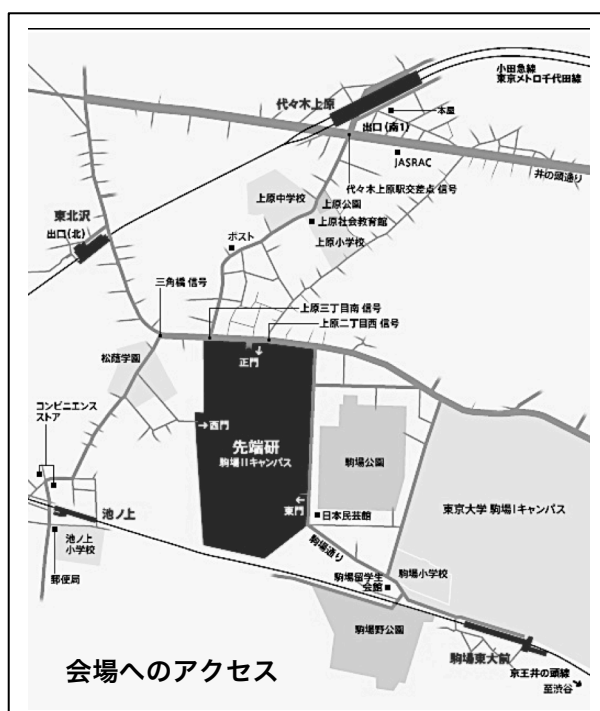 小田急線
東京メトロ千代田線
代々木上原
本屋
出口(南1)
JASRAC
井の頭通り
代々木上原駅交差点 信号
上原中学校
上原公園
上原社会教育館
上原小学校
東北沢
出口(北)
ポスト
三角橋 信号
上原三丁目南 信号
上原二丁目西 信号
正門
松蔭学園
コンビニエンス
ストア
西門
先端研
駒場IIキャンパス
駒場公園
東京大学 駒場Iキャンパス
東門
日本民芸館
池ノ上
池ノ上
小学校
郵便局
駒場通り
駒場留学生
会館
駒場小学校
駒場野公園
駒場東大前
京王井の頭線
至渋谷
会場へのアクセス